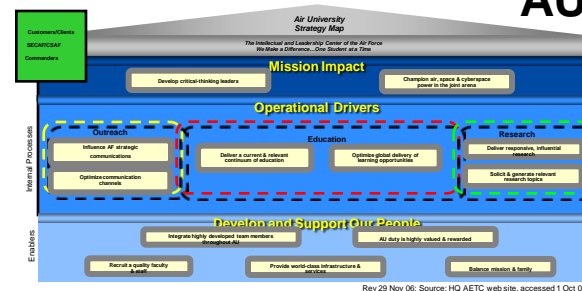 AU
Customers/Clients
SECAF/CSAF
Commanders
Air University
Strategy Map
The Intellectual and Leadership Center of the Air Force
We Make a Difference...One Student at a Time
Mission Impact
Develop critical-thinking leaders
Champion air, space & cyberspace
power in the joint arena
Operational Drivers
Internal Processes
Outreach
Influence AF strategic
communications
Optimize communication
channels
Education
Deliver a current & relevant
continuum of education
Optimize global delivery of
learning opportunities
Research
Deliver responsive, influential
research
Solicit & generate relevant
research topics
Enablers
Develop and Support Our People
Integrate highly developed team members
throughout AU
AU duty is highly valued & rewarded
Recruit a quality faculty
& staff
Provide world-class infrastructure &
services
Balance mission & family
Rev 29 Nov 06; Source: HQ AETC web site, accessed 1 Oct